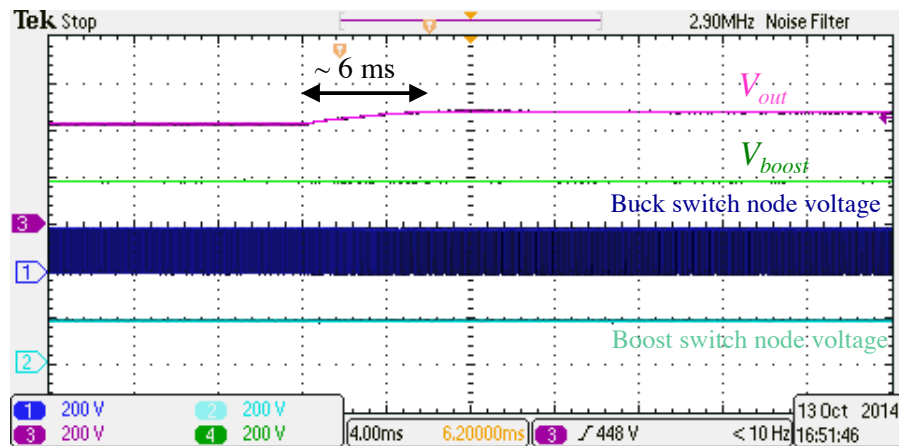 Tek Stop
2.90MHz Noise Filter
T
T
~ 6 ms
Vout
Vboost
Buck switch node voltage
3
1
Boost switch node voltage
2
1 200 V 2 200 V
3 200 V 4 200 V
4.00ms 6.20000ms
3 / 448 V
< 10 Hz
13 Oct 2014
16:51:46